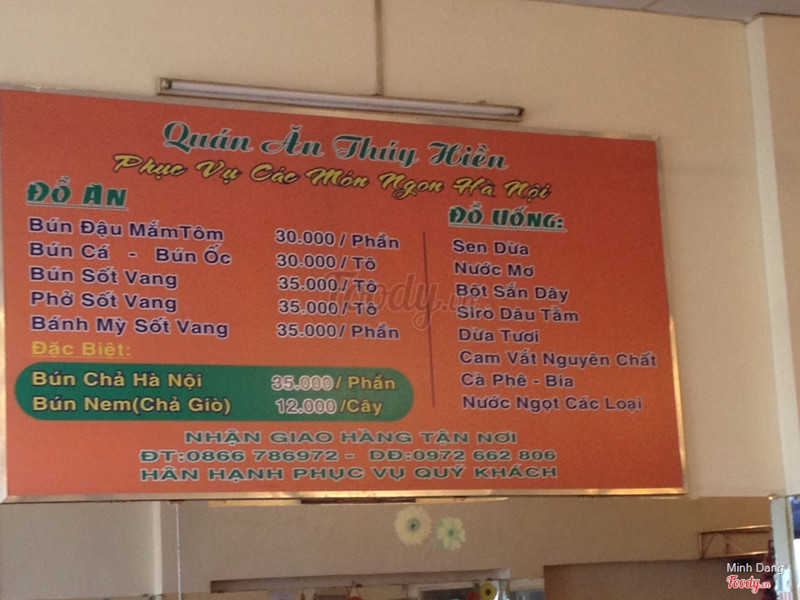 Quán Ăn Thúy Hiền
Phục Vụ Các Món Ngon Hà Nội
ĐỒ ĂN
Bún Đậu MắmTôm 30.000 / Phần
Bún Cá - Bún Ốc 30.000 / Tô
Bún Sốt Vang 35.000 / Tô
Phở Sốt Vang 35.000 / Tô
Bánh Mỳ Sốt Vang 35.000 / Phần
Đặc Biệt:
Bún Chả Hà Nội 35.000 / Phần
Bún Nem(Chả Giò) 12.000 /Cây
ĐỒ UỐNG:
Sen Dừa
Nước Mơ
Bột Sắn Dây
Sirô Dâu Tằm
Dừa Tươi
Cam Vắt Nguyên Chất
Cà Phê - Bia
Nước Ngọt Các Loại
NHẬN GIAO HÀNG TẬN NƠI
ĐT:0866 786972 - DĐ:0972 662 806
HÂN HẠNH PHỤC VỤ QUÝ KHÁCH
Foody.vn
Minh Dang
Foody.vn